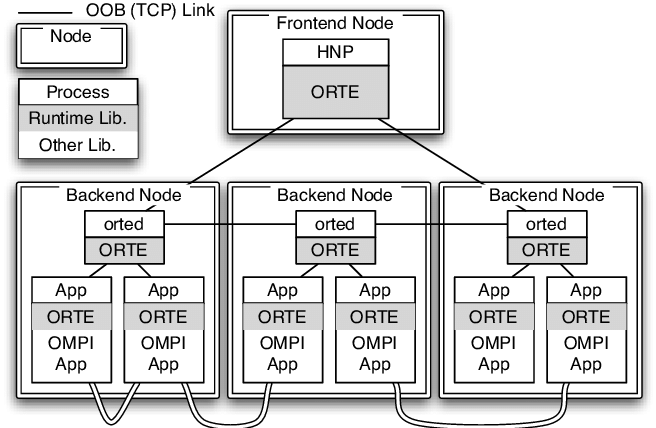 OOB (TCP) Link
Node
Process
Runtime Lib.
Other Lib.
Frontend Node
HNP
ORTE
Backend Node
orted
ORTE
App
ORTE
OMPI
App
App
ORTE
OMPI
App
Backend Node
orted
ORTE
App
ORTE
OMPI
App
App
ORTE
OMPI
App
Backend Node
orted
ORTE
App
ORTE
OMPI
App
App
ORTE
OMPI
App